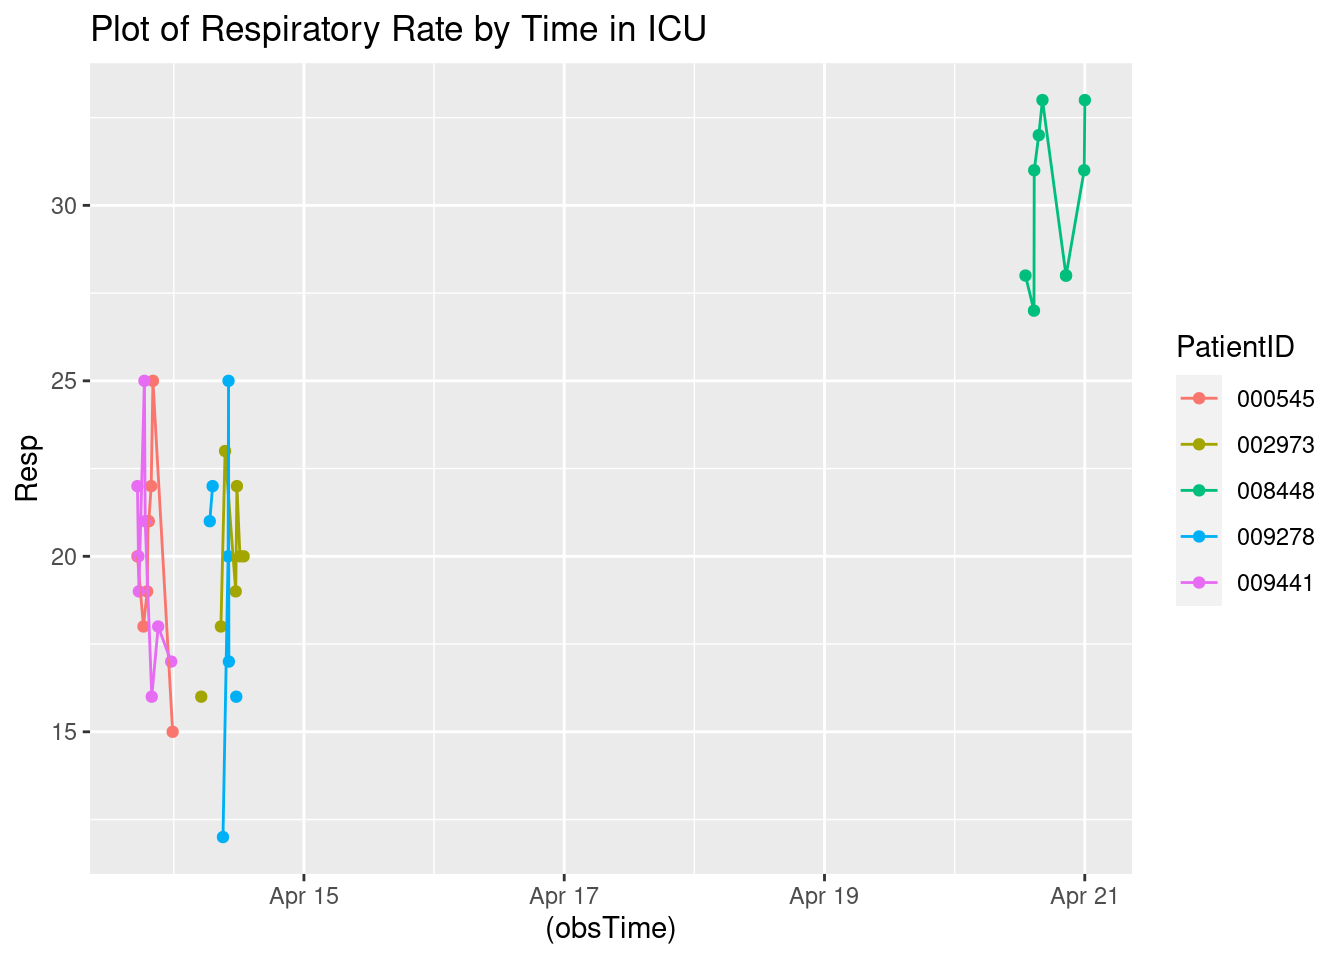 Plot of Respiratory Rate by Time in ICU
Resp
30
25
20
15
Apr 15
Apr 17
Apr 19
Apr 21
(obsTime)
PatientID
000545
002973
008448
009278
009441